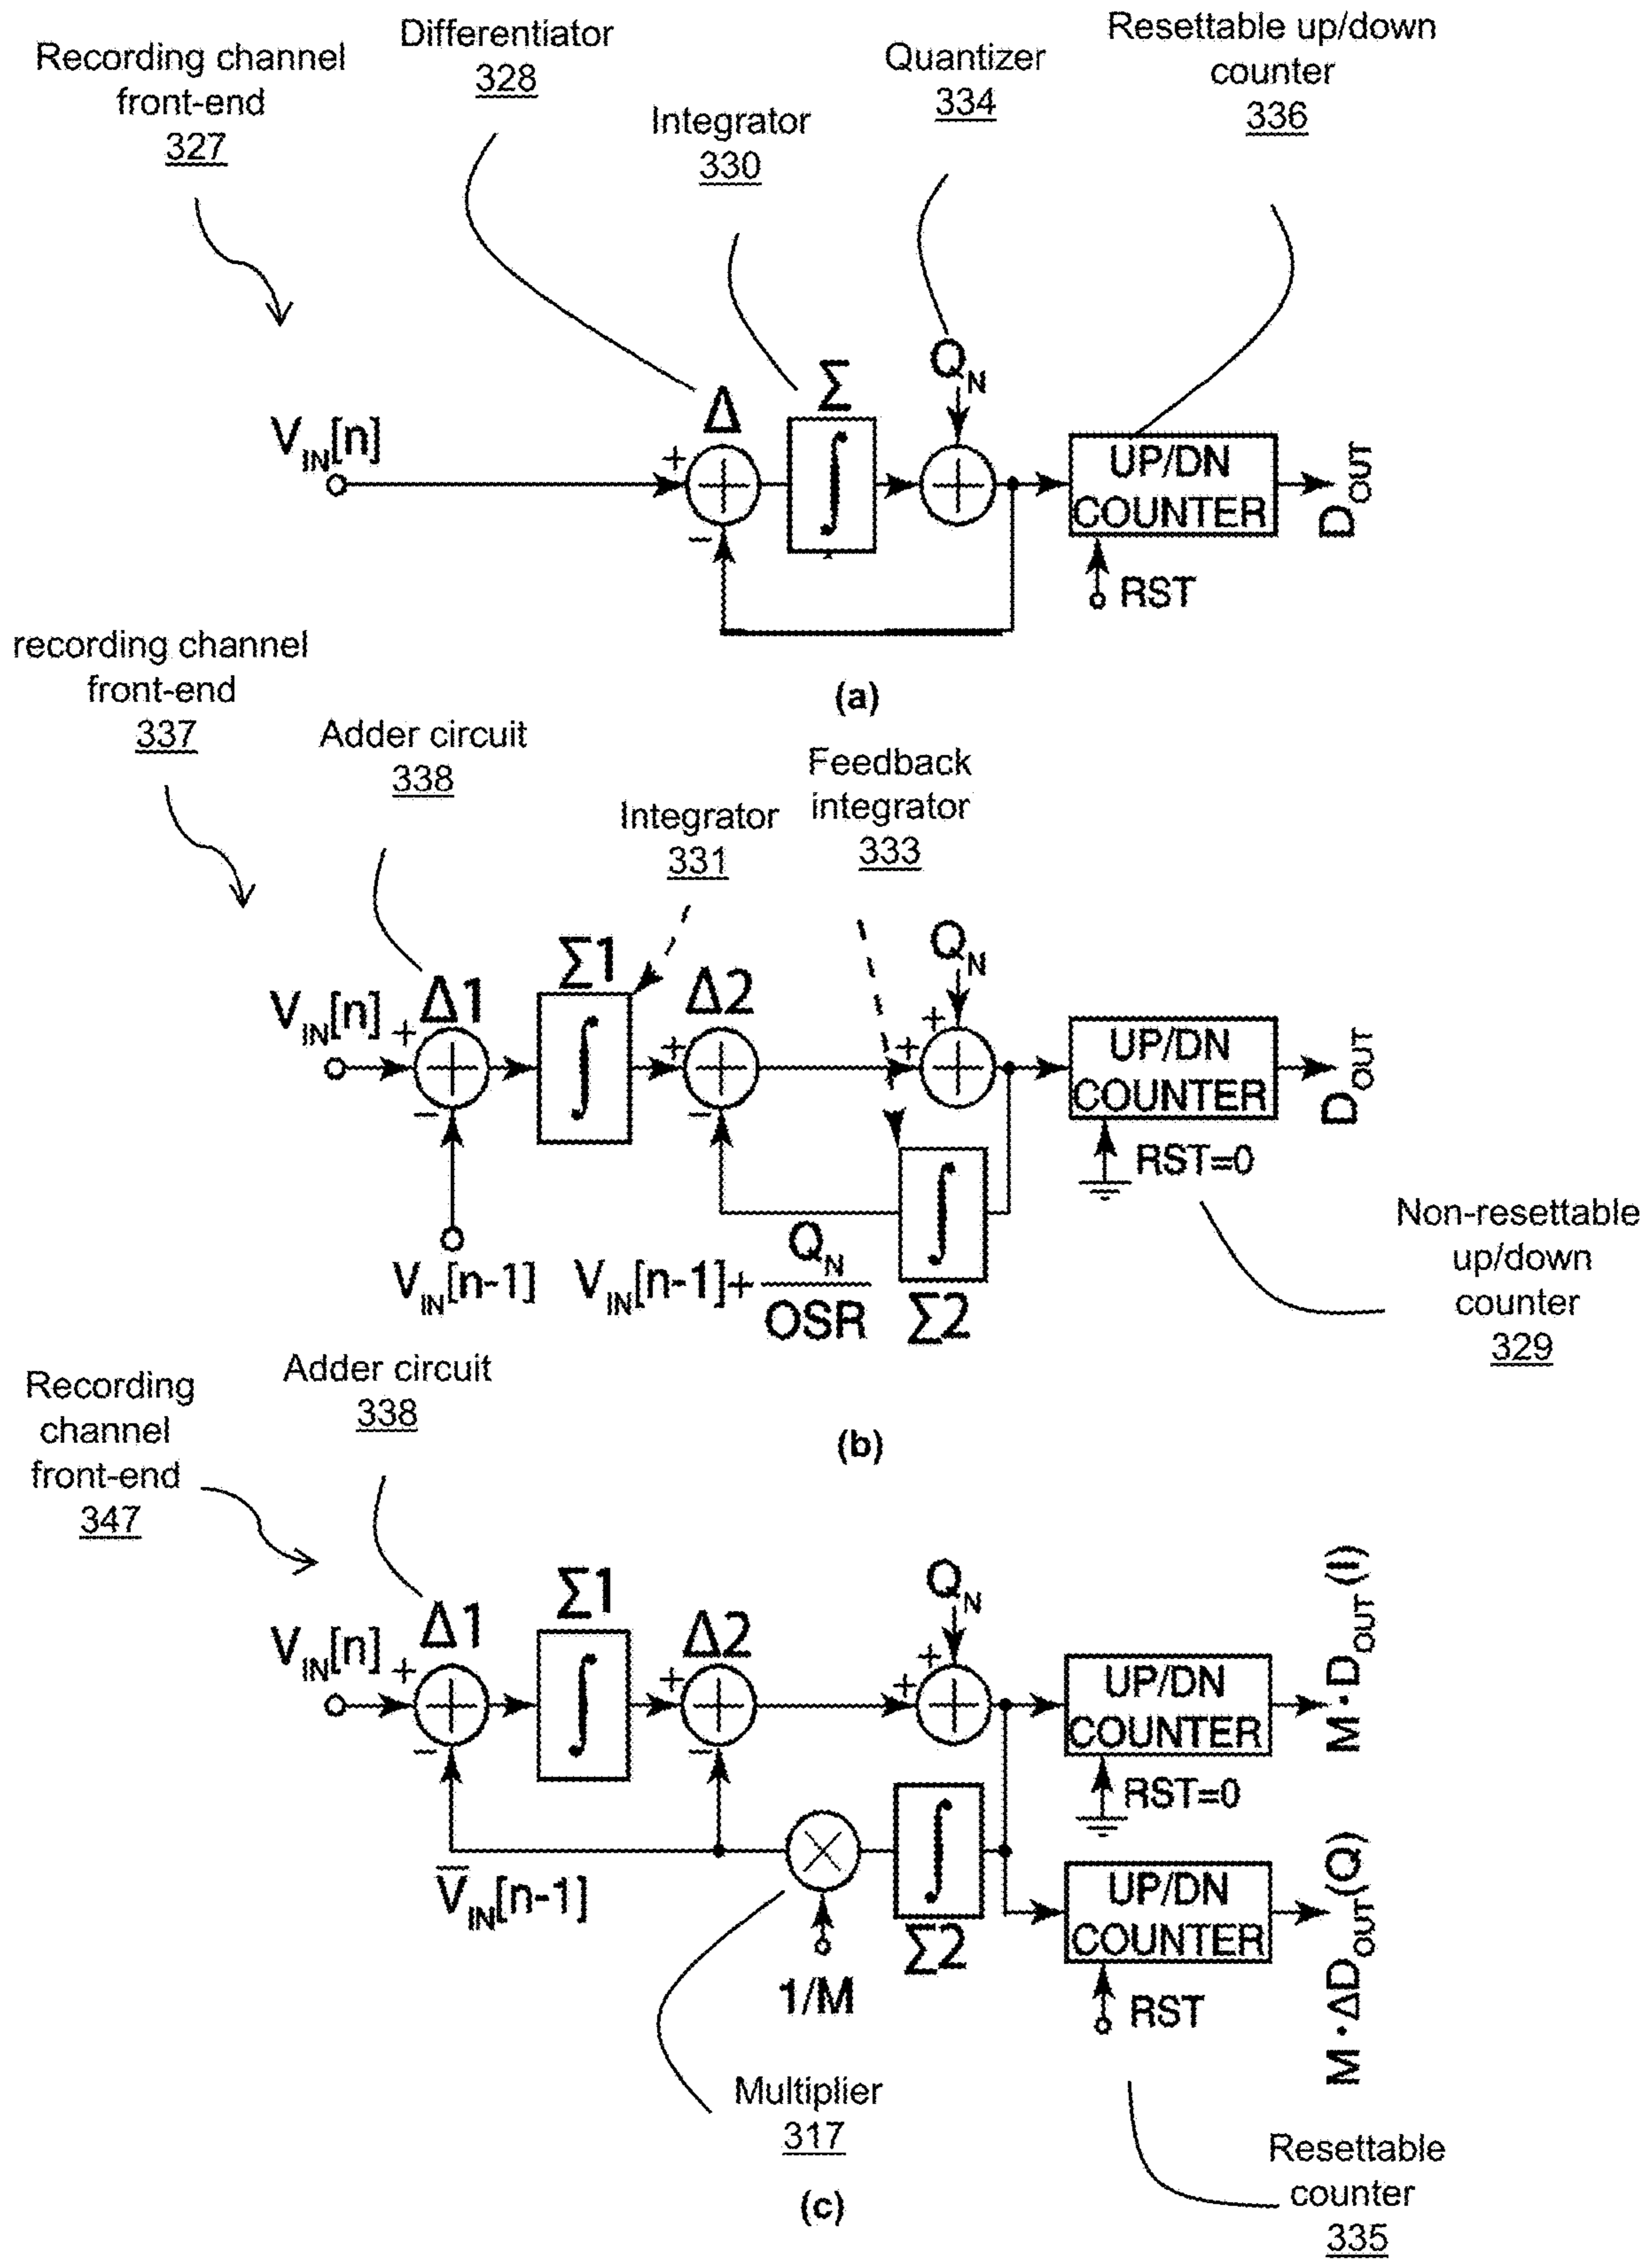 Recording channel
front-end
327
Differentiator
328
Integrator
330
Quantizer
334
Resettable up/down
counter
336
V_IN[n]
+
Δ
−
Σ
∫
Q_N
UP/DN
COUNTER
RST
D_OUT
(a)
recording channel
front-end
337
Adder circuit
338
Integrator
331
Feedback
integrator
333
V_IN[n]
+
Δ1
−
V_IN[n-1]
Σ1
∫
+
Δ2
−
V_IN[n-1]+ Q_N/OSR
Q_N
+
+
∫
Σ2
UP/DN
COUNTER
RST=0
D_OUT
Non-resettable
up/down
counter
329
(b)
Recording
channel
front-end
347
Adder circuit
338
V_IN[n]
+
Δ1
−
Σ1
∫
+
Δ2
−
V̅_IN[n-1]
1/M
Q_N
+
+
∫
Σ2
UP/DN
COUNTER
RST=0
M·D_OUT(I)
UP/DN
COUNTER
RST
M·ΔD_OUT(Q)
Multiplier
317
Resettable
counter
335
(c)